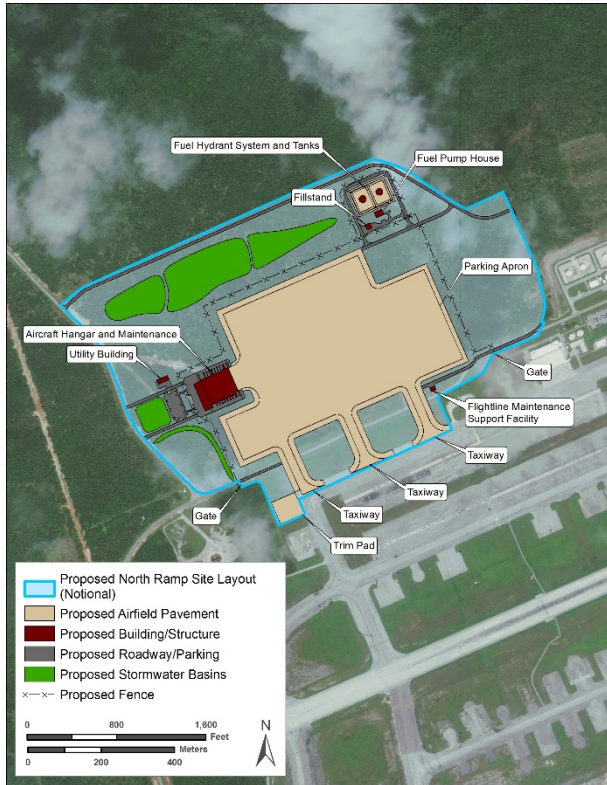 Fuel Hydrant System and Tanks
Fuel Pump House
Fillstand
Parking Apron
Aircraft Hangar and Maintenance
Utility Building
Gate
Flightline Maintenance
Support Facility
Taxiway
Taxiway
Gate
Taxiway
Trim Pad
Proposed North Ramp Site Layout
(Notional)
Proposed Airfield Pavement
Proposed Building/Structure
Proposed Roadway/Parking
Proposed Stormwater Basins
Proposed Fence
0 800 1,600
Feet
Meters
0 200 400
N